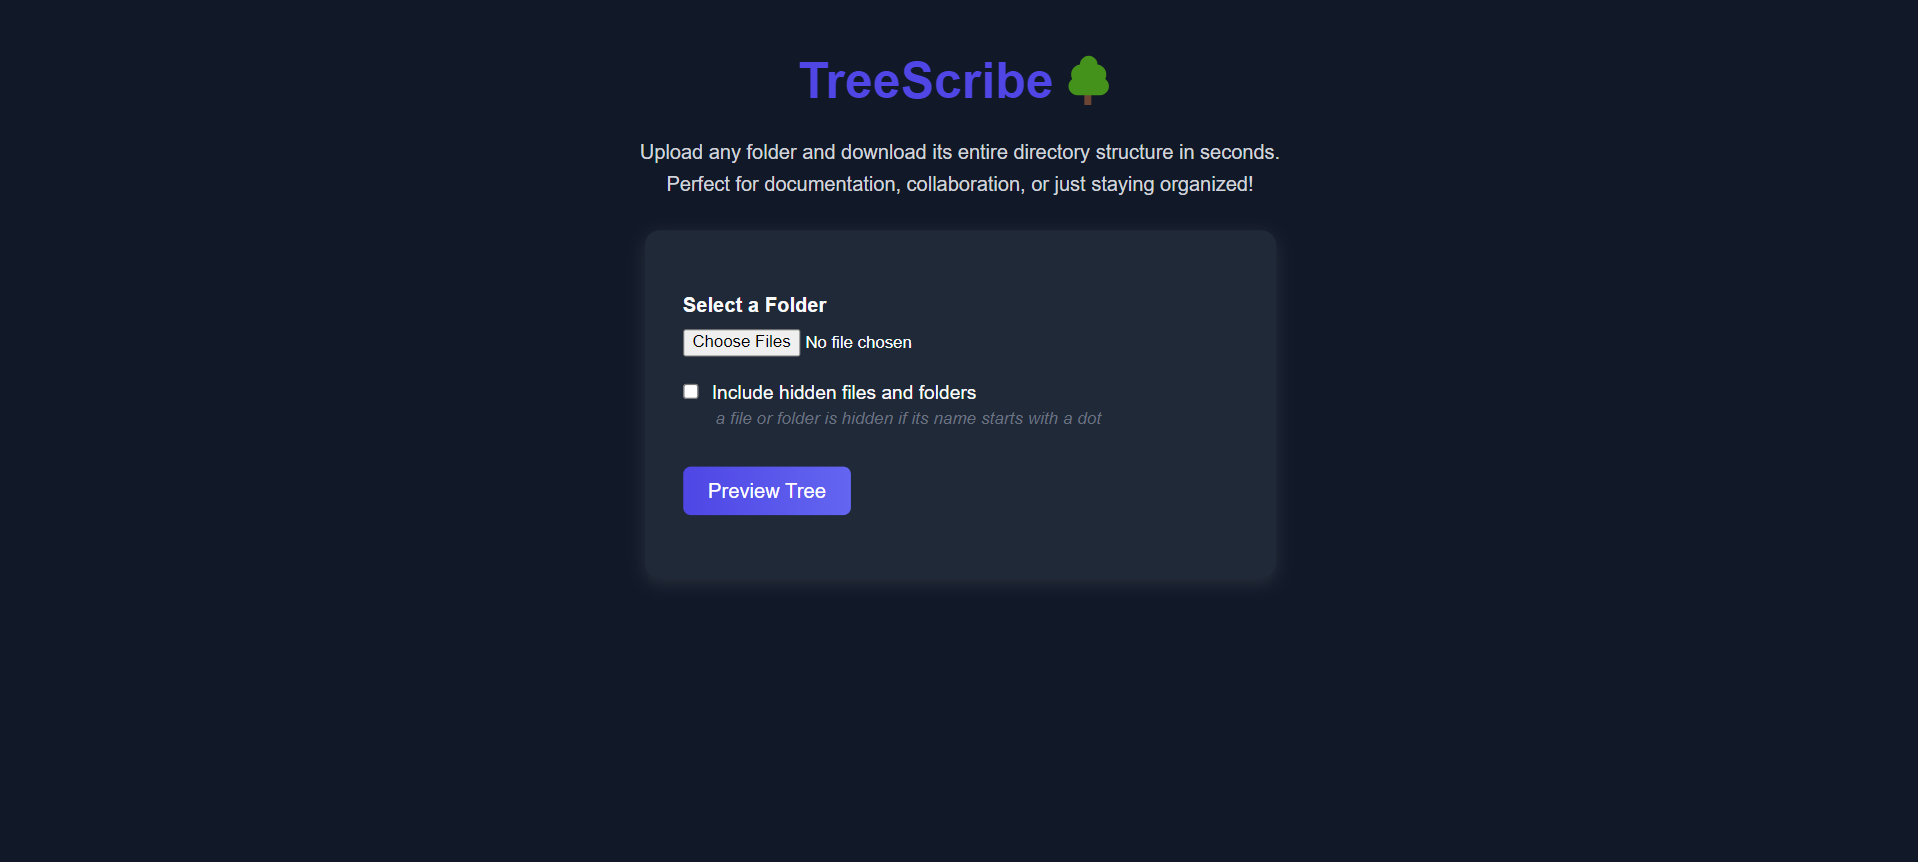 TreeScribe
Upload any folder and download its entire directory structure in seconds.
Perfect for documentation, collaboration, or just staying organized!
Select a Folder
Choose Files No file chosen
Include hidden files and folders
a file or folder is hidden if its name starts with a dot
Preview Tree